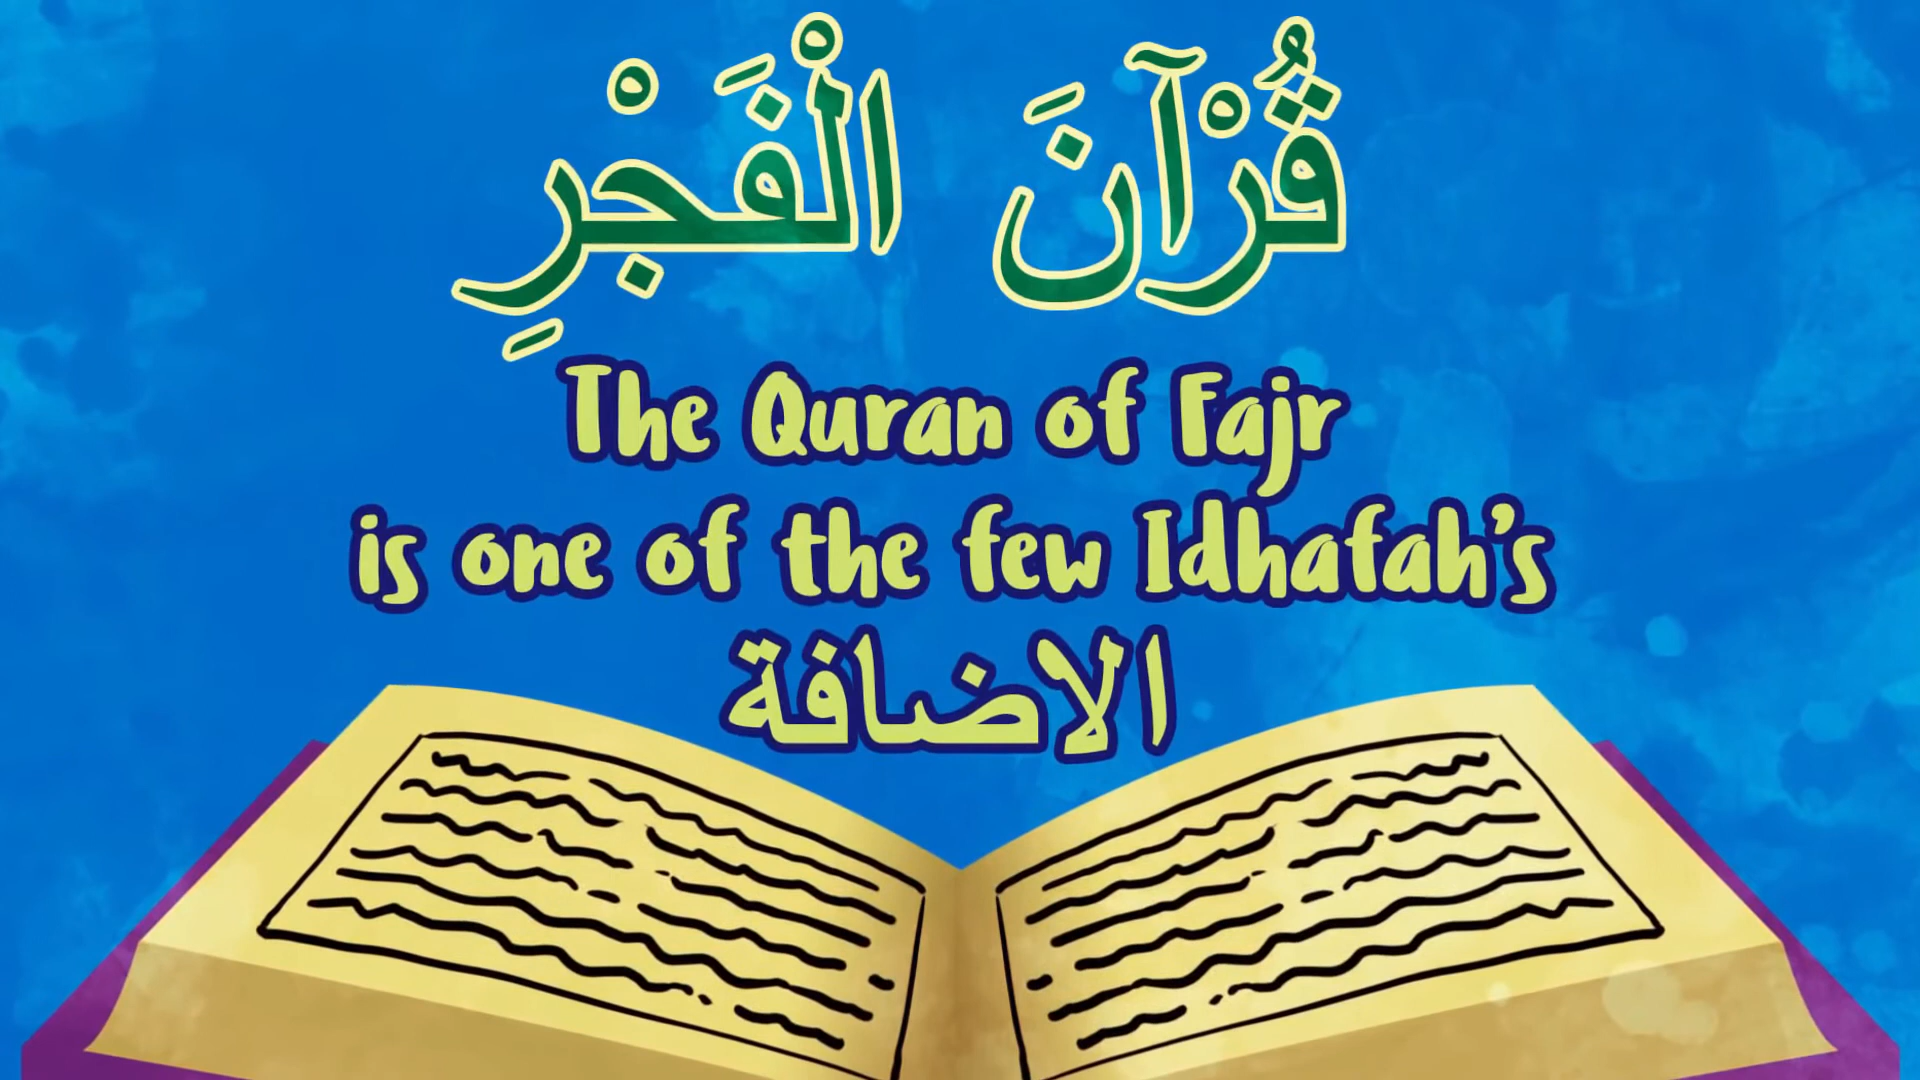 قُرْآنَ الْفَجْرِ
The Quran of Fajr
is one of the few Idhafah's
الاضافة